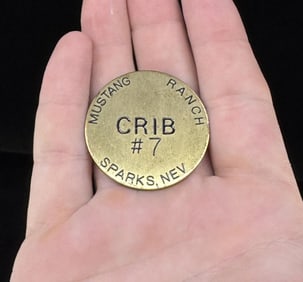 MUSTANG RANCH
CRIB
#7
SPARKS, NEV